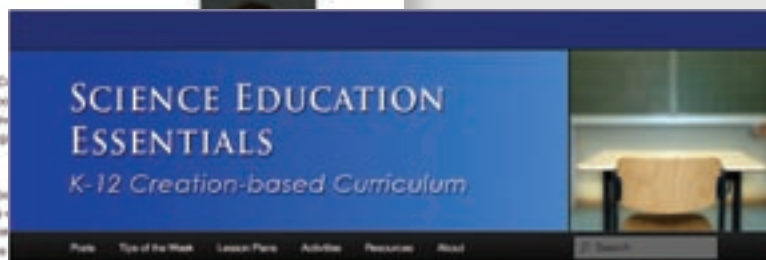 SCIENCE EDUCATION
ESSENTIALS
K-12 Creation-based Curriculum
Posts Tips of the Week Lesson Plans Activities Resources About
Search